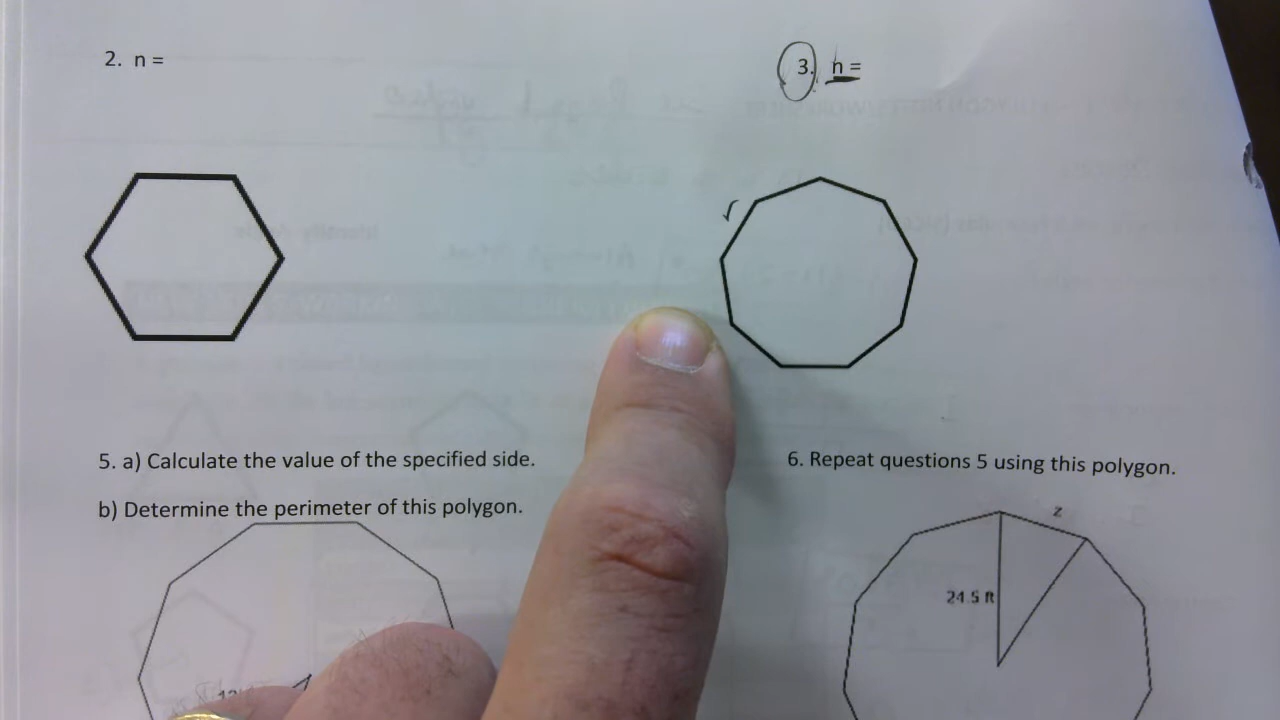 2. n =
3. n =
5. a) Calculate the value of the specified side.
b) Determine the perimeter of this polygon.
6. Repeat questions 5 using this polygon.
z
24.5 ft